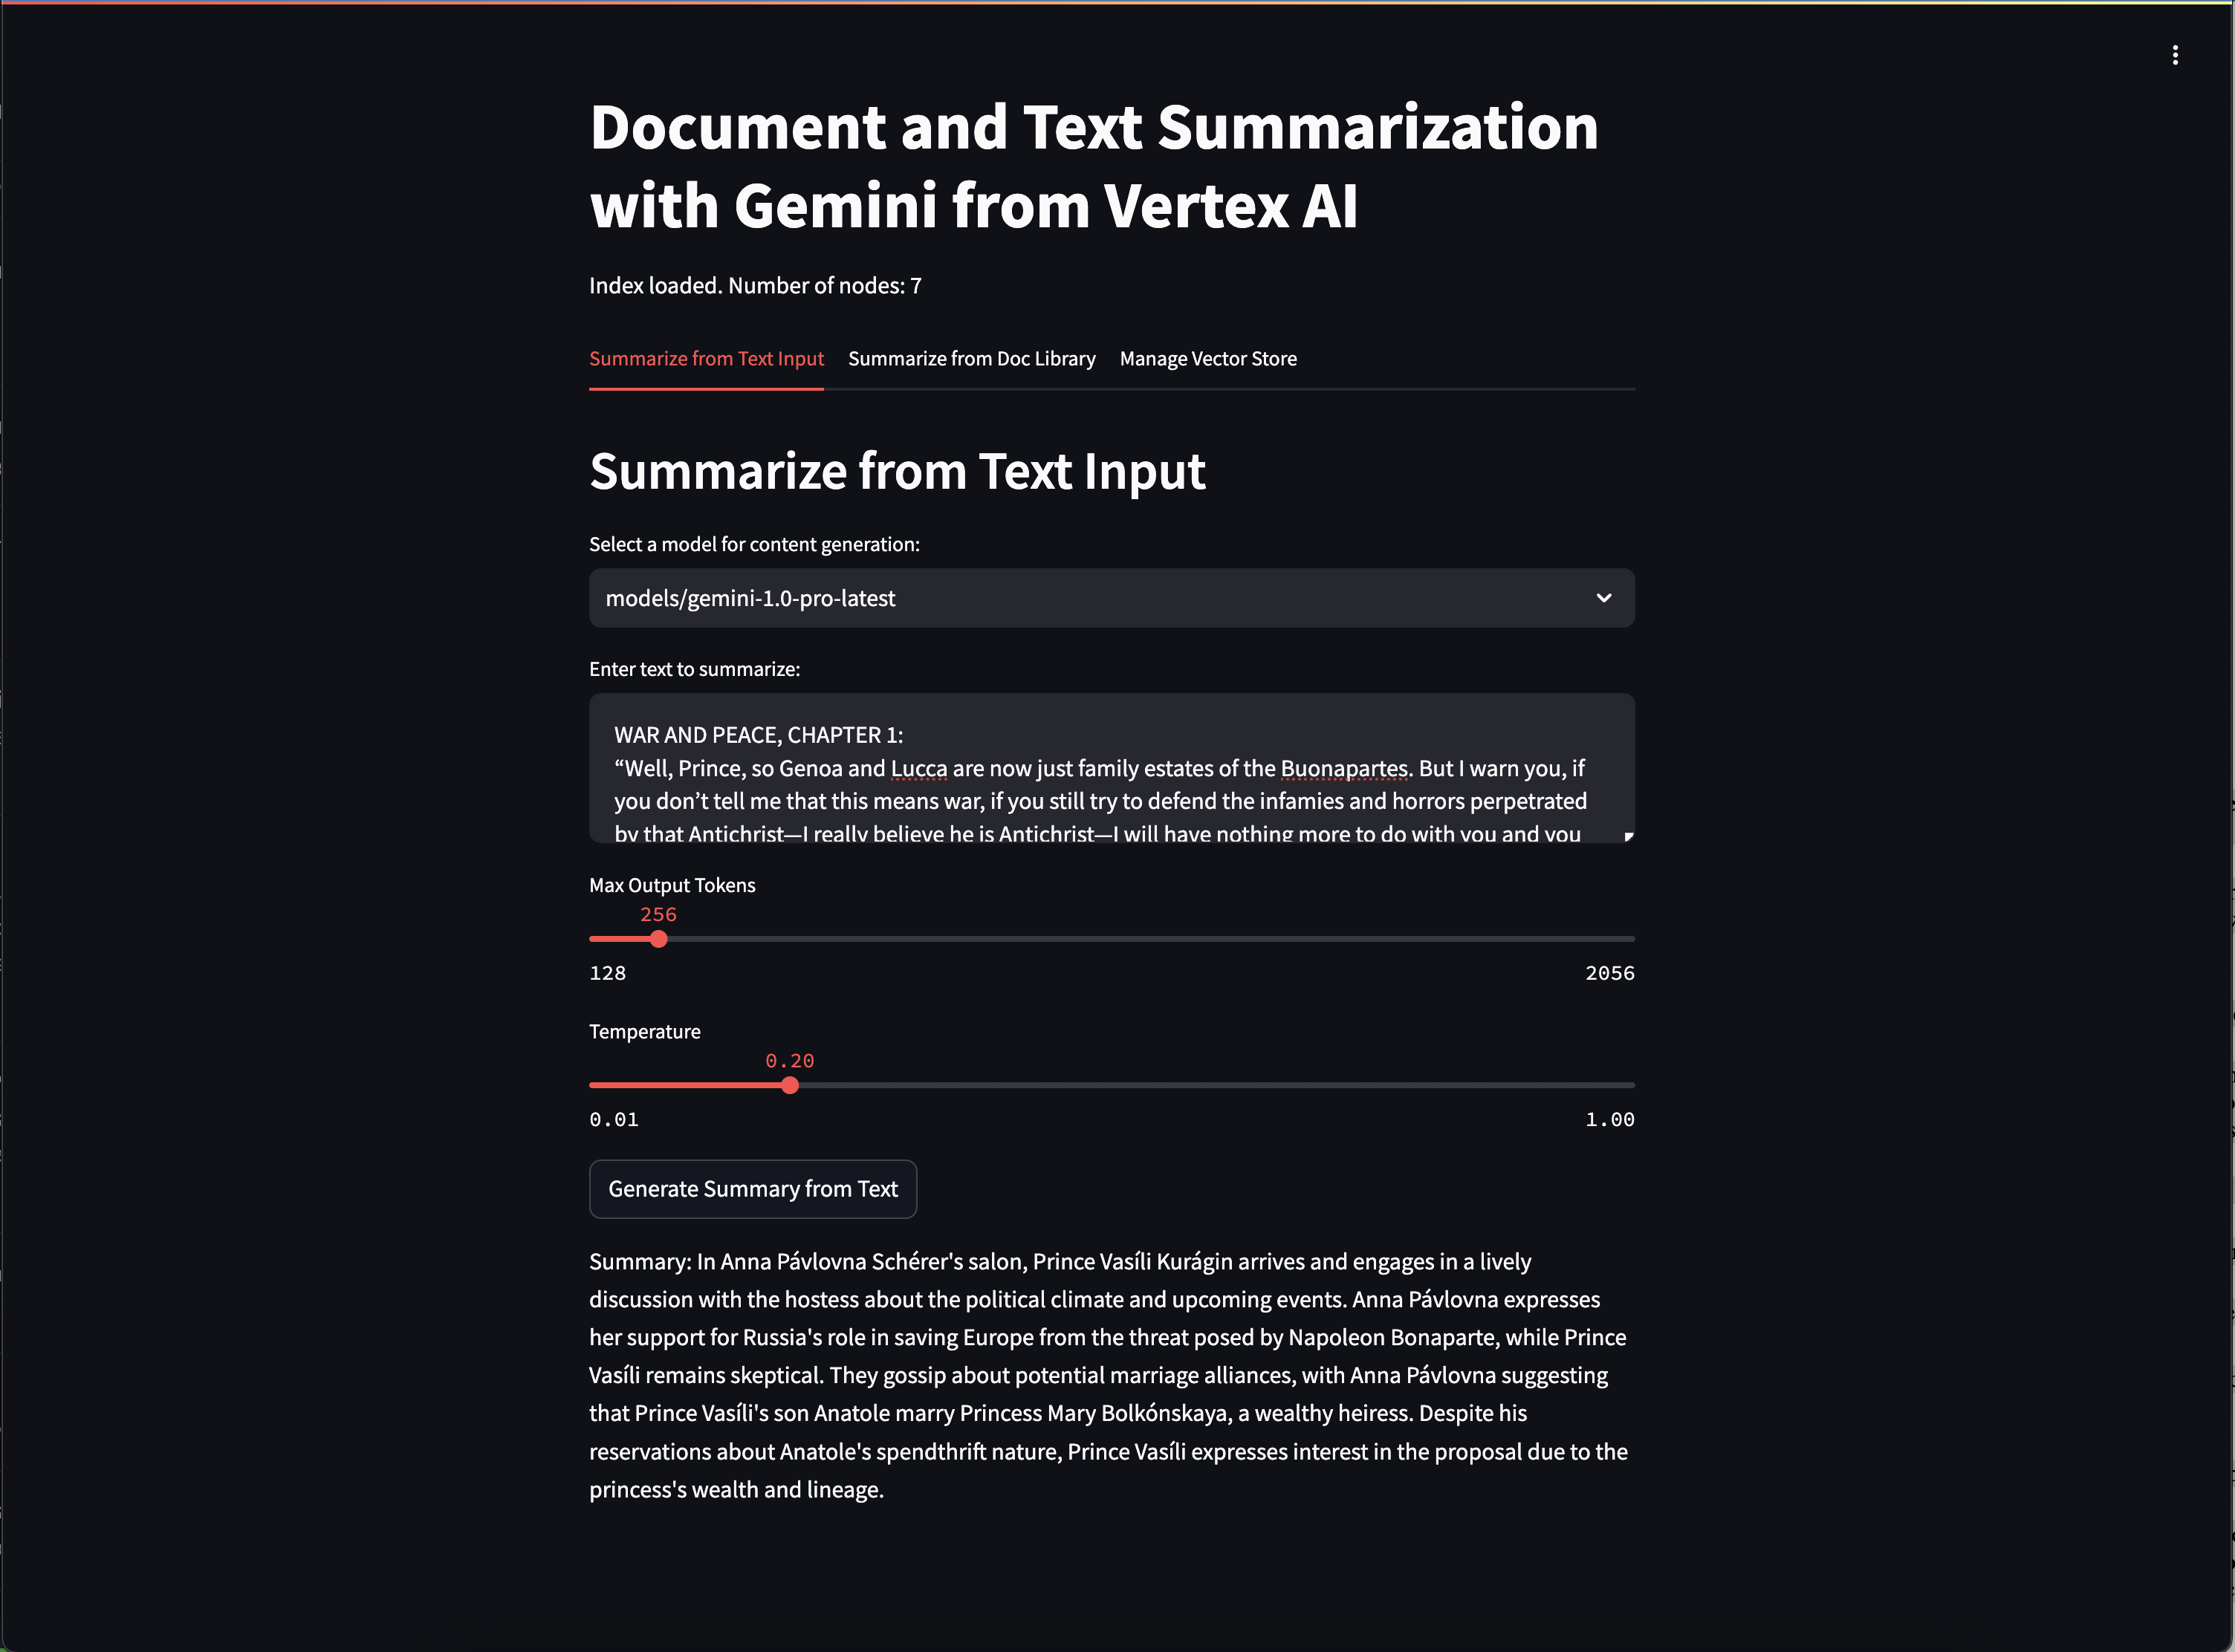 Document and Text Summarization
with Gemini from Vertex AI
Index loaded. Number of nodes: 7
Summarize from Text Input Summarize from Doc Library Manage Vector Store
Summarize from Text Input
Select a model for content generation:
models/gemini-1.0-pro-latest
Enter text to summarize:
WAR AND PEACE, CHAPTER 1:
“Well, Prince, so Genoa and Lucca are now just family estates of the Buonapartes. But I warn you, if
you don’t tell me that this means war, if you still try to defend the infamies and horrors perpetrated
by that Antichrist—I really believe he is Antichrist—I will have nothing more to do with you and you
Max Output Tokens
256
128 2056
Temperature
0.20
0.01 1.00
Generate Summary from Text
Summary: In Anna Pávlovna Schérer's salon, Prince Vasíli Kurágin arrives and engages in a lively
discussion with the hostess about the political climate and upcoming events. Anna Pávlovna expresses
her support for Russia's role in saving Europe from the threat posed by Napoleon Bonaparte, while Prince
Vasíli remains skeptical. They gossip about potential marriage alliances, with Anna Pávlovna suggesting
that Prince Vasíli's son Anatole marry Princess Mary Bolkónskaya, a wealthy heiress. Despite his
reservations about Anatole's spendthrift nature, Prince Vasíli expresses interest in the proposal due to the
princess's wealth and lineage.